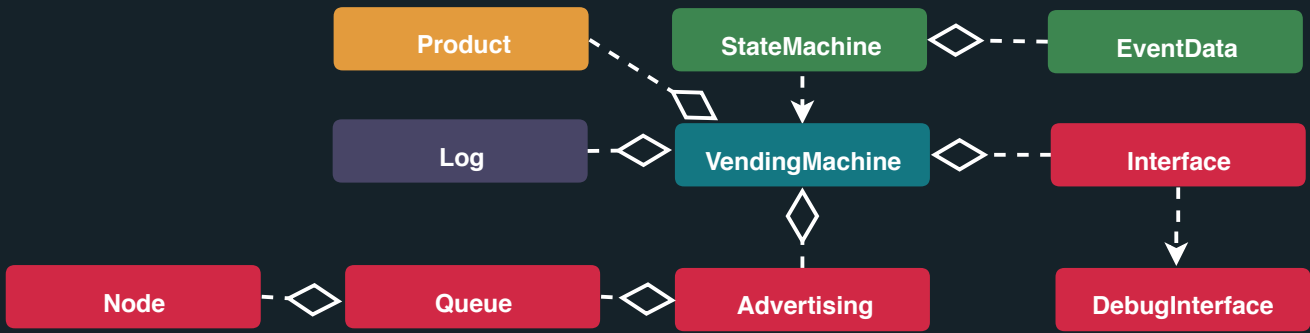 Product
StateMachine
EventData
Log
VendingMachine
Interface
Node
Queue
Advertising
DebugInterface